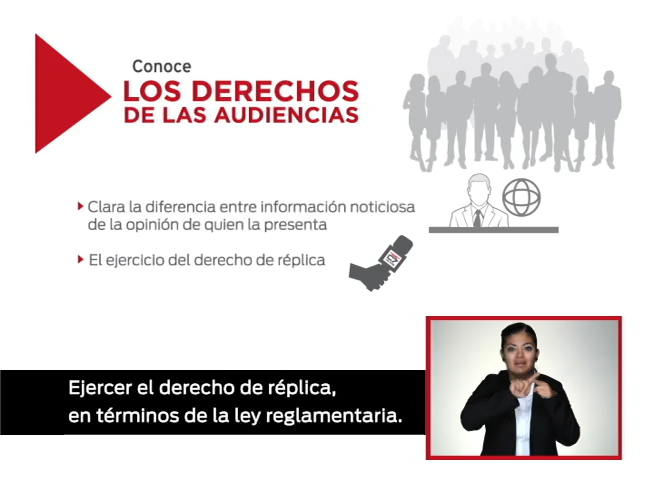 Conoce
LOS DERECHOS
DE LAS AUDIENCIAS
Clara la diferencia entre información noticiosa
de la opinión de quien la presenta
El ejercicio del derecho de réplica
Ejercer el derecho de réplica,
en términos de la ley reglamentaria.